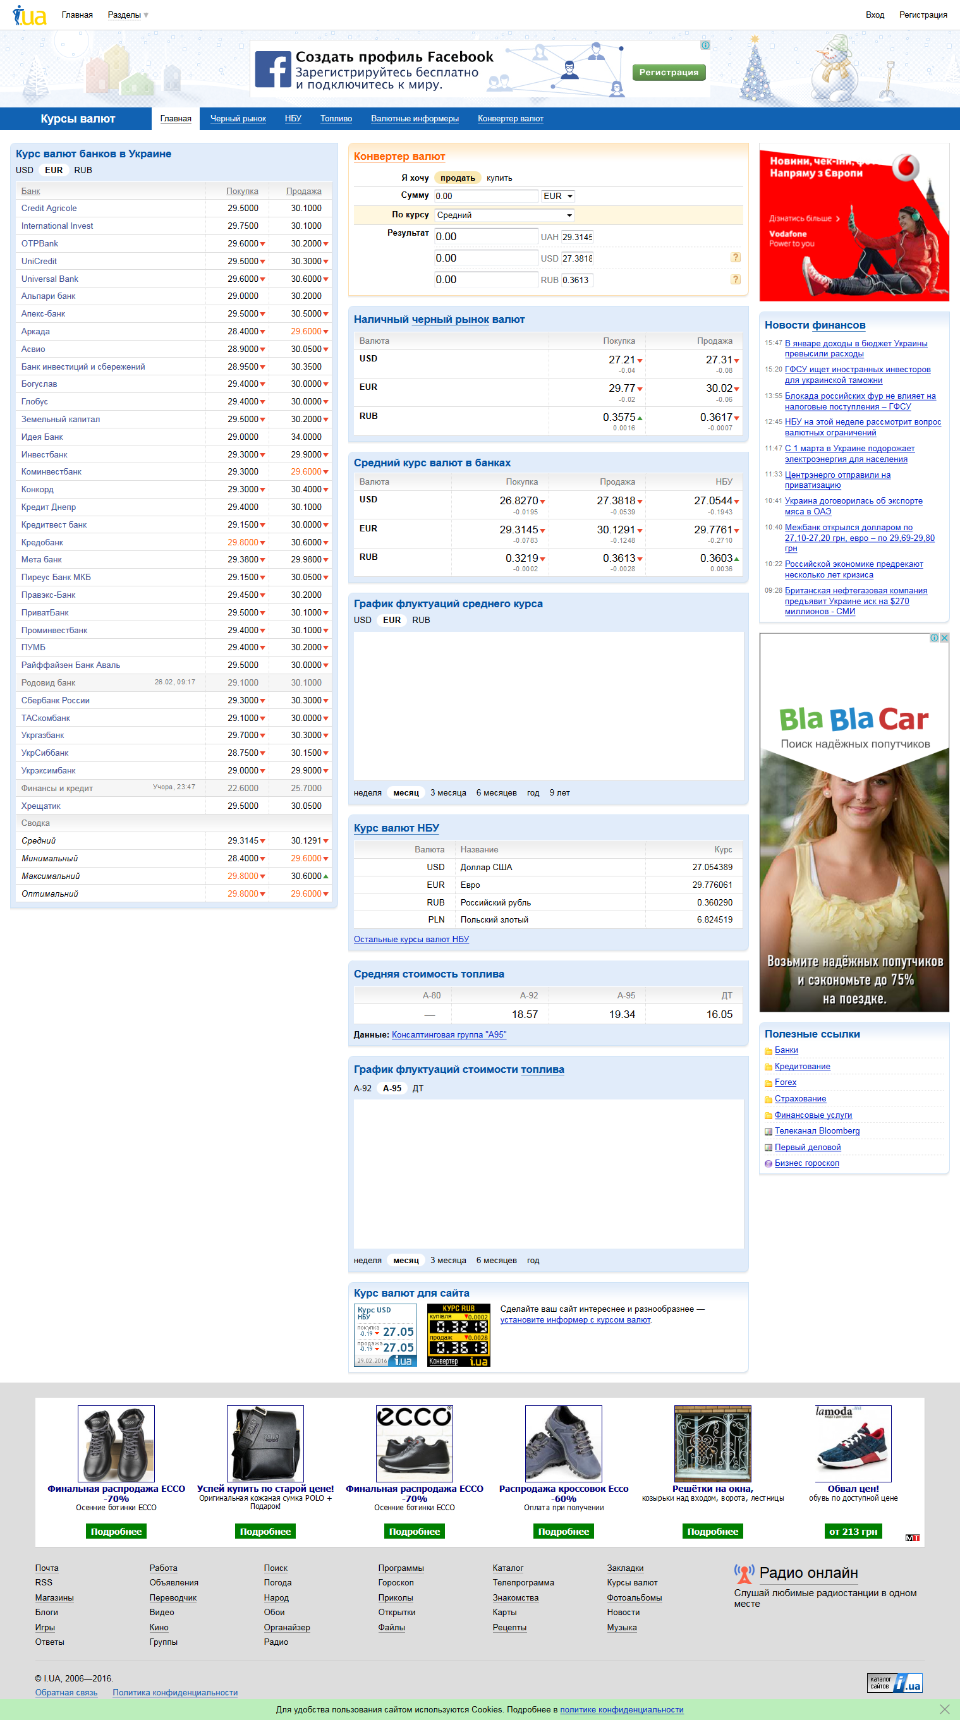 i.ua Главная Разделы Вход Регистрация
Создать профиль Facebook
Зарегистрируйтесь бесплатно
и подключитесь к миру.
Регистрация
Курсы валют Главная Черный рынок НБУ Топливо Валютные информеры Конвертер валют
Курс валют банков в Украине
USD EUR RUB
Банк Покупка Продажа
Credit Agricole 29.5000 30.1000
International Invest 29.7500 30.1000
OTPBank 29.6000 30.2000
UniCredit 29.5000 30.3000
Universal Bank 29.6000 30.6000
Альпари банк 29.0000 30.2000
Апекс-банк 29.5000 30.5000
Аркада 28.4000 29.6000
Асвио 28.9000 30.0500
Банк инвестиций и сбережений 28.9500 30.3500
Богуслав 29.4000 30.0000
Глобус 29.4000 30.0000
Земельный капитал 29.5000 30.2000
Идея Банк 29.0000 34.0000
Инвестбанк 29.3000 29.9000
Коминвестбанк 29.3000 29.6000
Конкорд 29.3000 30.4000
Кредит Днепр 29.4000 30.1000
Кредитвест банк 29.1500 30.0000
Кредобанк 29.8000 30.6000
Мета банк 29.3800 29.9800
Пиреус Банк МКБ 29.1500 30.0500
Правэкс-Банк 29.4500 30.2000
ПриватБанк 29.5000 30.1000
Проминвестбанк 29.4000 30.1000
ПУМБ 29.4000 30.2000
Райффайзен Банк Аваль 29.5000 30.0000
Родовид банк 26.02, 09:17 29.1000 30.1000
Сбербанк России 29.3000 30.3000
ТАСкомбанк 29.1000 30.0000
Укргазбанк 29.7000 30.3000
УкрСиббанк 28.7500 30.1500
Укрэксимбанк 29.0000 29.9000
Финансы и кредит Учора, 23:47 22.6000 25.7000
Хрещатик 29.5000 30.0500
Сводка
Средний 29.3145 30.1291
Минимальный 28.4000 29.6000
Максимальный 29.8000 30.6000
Оптимальный 29.8000 29.6000
Конвертер валют
Я хочу продать купить
Сумму 0.00 EUR
По курсу Средний
Результат 0.00 UAH 29.3145
0.00 USD 27.3818 ?
0.00 RUB 0.3613 ?
Наличный черный рынок валют
Валюта Покупка Продажа
USD 27.21 27.31
-0.04 -0.08
EUR 29.77 30.02
-0.02 -0.06
RUB 0.3575 0.3617
0.0016 -0.0007
Средний курс валют в банках
Валюта Покупка Продажа НБУ
USD 26.8270 27.3818 27.0544
-0.0195 -0.0539 -0.1943
EUR 29.3145 30.1291 29.7761
-0.0783 -0.1248 -0.2710
RUB 0.3219 0.3613 0.3603
-0.0002 -0.0028 0.0036
График флуктуаций среднего курса
USD EUR RUB
неделя месяц 3 месяца 6 месяцев год 9 лет
Курс валют НБУ
Валюта Название Курс
USD Доллар США 27.054389
EUR Евро 29.776061
RUB Российский рубль 0.360290
PLN Польский злотый 6.824519
Остальные курсы валют НБУ
Средняя стоимость топлива
А-80 А-92 А-95 ДТ
— 18.57 19.34 16.05
Данные: Консалтинговая группа "А95"
График флуктуаций стоимости топлива
А-92 А-95 ДТ
неделя месяц 3 месяца 6 месяцев год
Курс валют для сайта
Курс USD
НБУ
покупка
-0.19 27.05
продажа
-0.19 27.05
29.02.2016 i.ua
КУРС RUB
купівля 0.0002
0.3219
продаж 0.0028
0.3613
Конвертер i.ua
Сделайте ваш сайт интереснее и разнообразнее —
установите информер с курсом валют.
Напряму з Європи
Дізнатись більше
Vodafone
Power to you
Новости финансов
15:47 В январе доходы в бюджет Украины
превысили расходы
15:20 ГФСУ ищет иностранных инвесторов
для украинской таможни
13:55 Блокада российских фур не влияет на
налоговые поступления – ГФСУ
12:45 НБУ на этой неделе рассмотрит вопрос
валютных ограничений
11:47 С 1 марта в Украине подорожает
электроэнергия для населения
11:33 Центрэнерго отправили на
приватизацию
10:41 Украина договорилась об экспорте
мяса в ОАЭ
10:40 Межбанк открылся долларом по
27,10-27,20 грн, евро – по 29,69-29,80
грн
10:22 Российской экономике предрекают
несколько лет кризиса
09:26 Британская нефтегазовая компания
предъявит Украине иск на $270
миллионов - СМИ
Bla Bla Car
Поиск надёжных попутчиков
Возьмите надёжных попутчиков
и сэкономьте до 75%
на поездке.
Полезные ссылки
Банки
Кредитование
Forex
Страхование
Финансовые услуги
Телеканал Bloomberg
Первый деловой
Бизнес гороскоп
ecco
lamoda
Финальная распродажа ECCO
-70%
Осенние ботинки ECCO
Подробнее
Успей купить по старой цене!
Оригинальная кожаная сумка POLO +
Подарок!
Подробнее
Финальная распродажа ECCO
-70%
Осенние ботинки ECCO
Подробнее
Распродажа кроссовок Ecco
-60%
Оплата при получении
Подробнее
Решётки на окна,
козырьки над входом, ворота, лестницы
Подробнее
Обвал цен!
обувь по доступной цене
от 213 грн
MT
Почта Работа Поиск Программы Каталог Закладки
RSS Объявления Погода Гороскоп Телепрограмма Курсы валют
Магазины Переводчик Народ Приколы Знакомства Фотоальбомы
Блоги Видео Обои Открытки Карты Новости
Игры Кино Органайзер Файлы Рецепты Музыка
Ответы Группы Радио
Радио онлайн
Слушай любимые радиостанции в одном
месте
© I.UA, 2006—2016.
Обратная связь Политика конфиденциальности
каталог
сайтов i.ua
Для удобства пользования сайтом используются Cookies. Подробнее в политике конфиденциальности